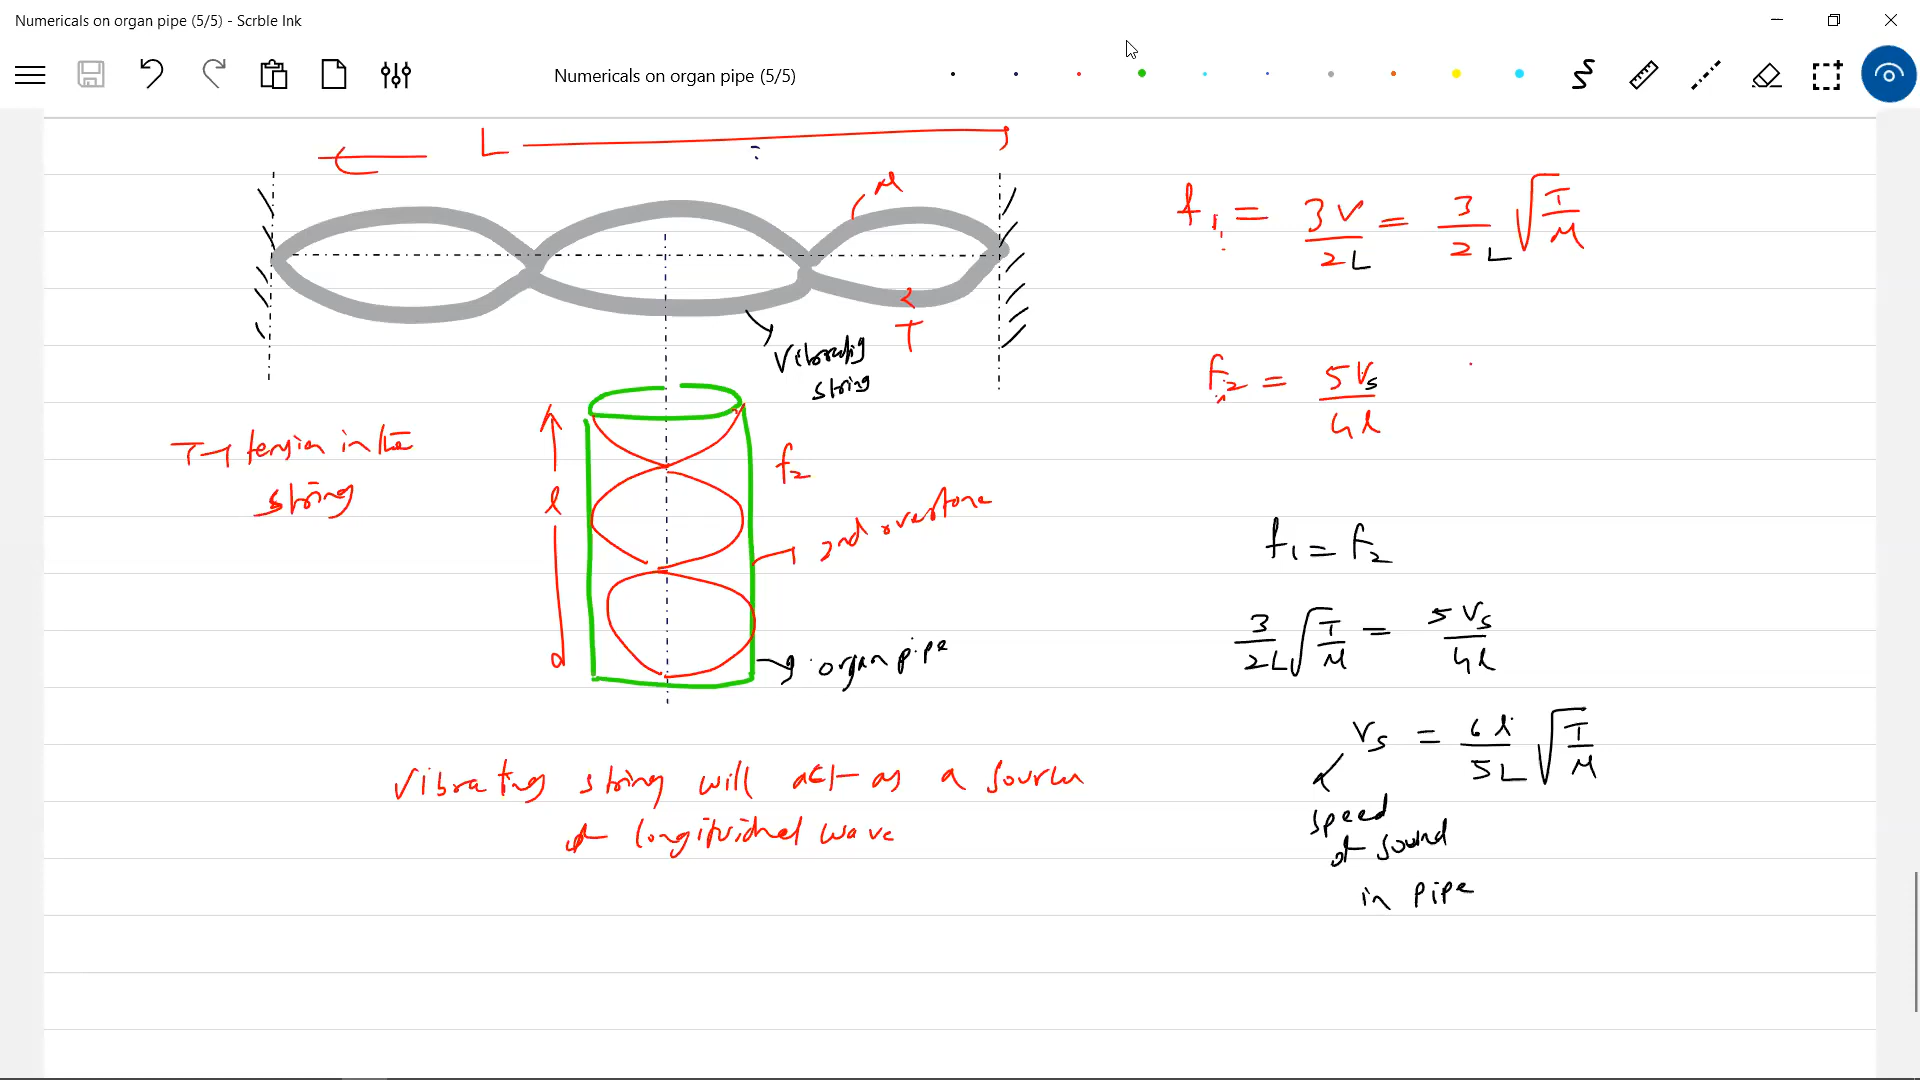 Numericals on organ pipe (5/5) - Scrble Ink
Numericals on organ pipe (5/5)
L
μ
f₁ = 3V/2L = 3/2L √(T/μ)
T
Vibrating
string
f₂ = 5Vs/4l
T → tension in the
string
l
f₂
2nd overtone
f₁ = f₂
3/2L √(T/μ) = 5Vs/4l
organ pipe
Vs = 6l/5L √(T/μ)
speed
of sound
in pipe
Vibrating string will act as a source
of longitudinal wave